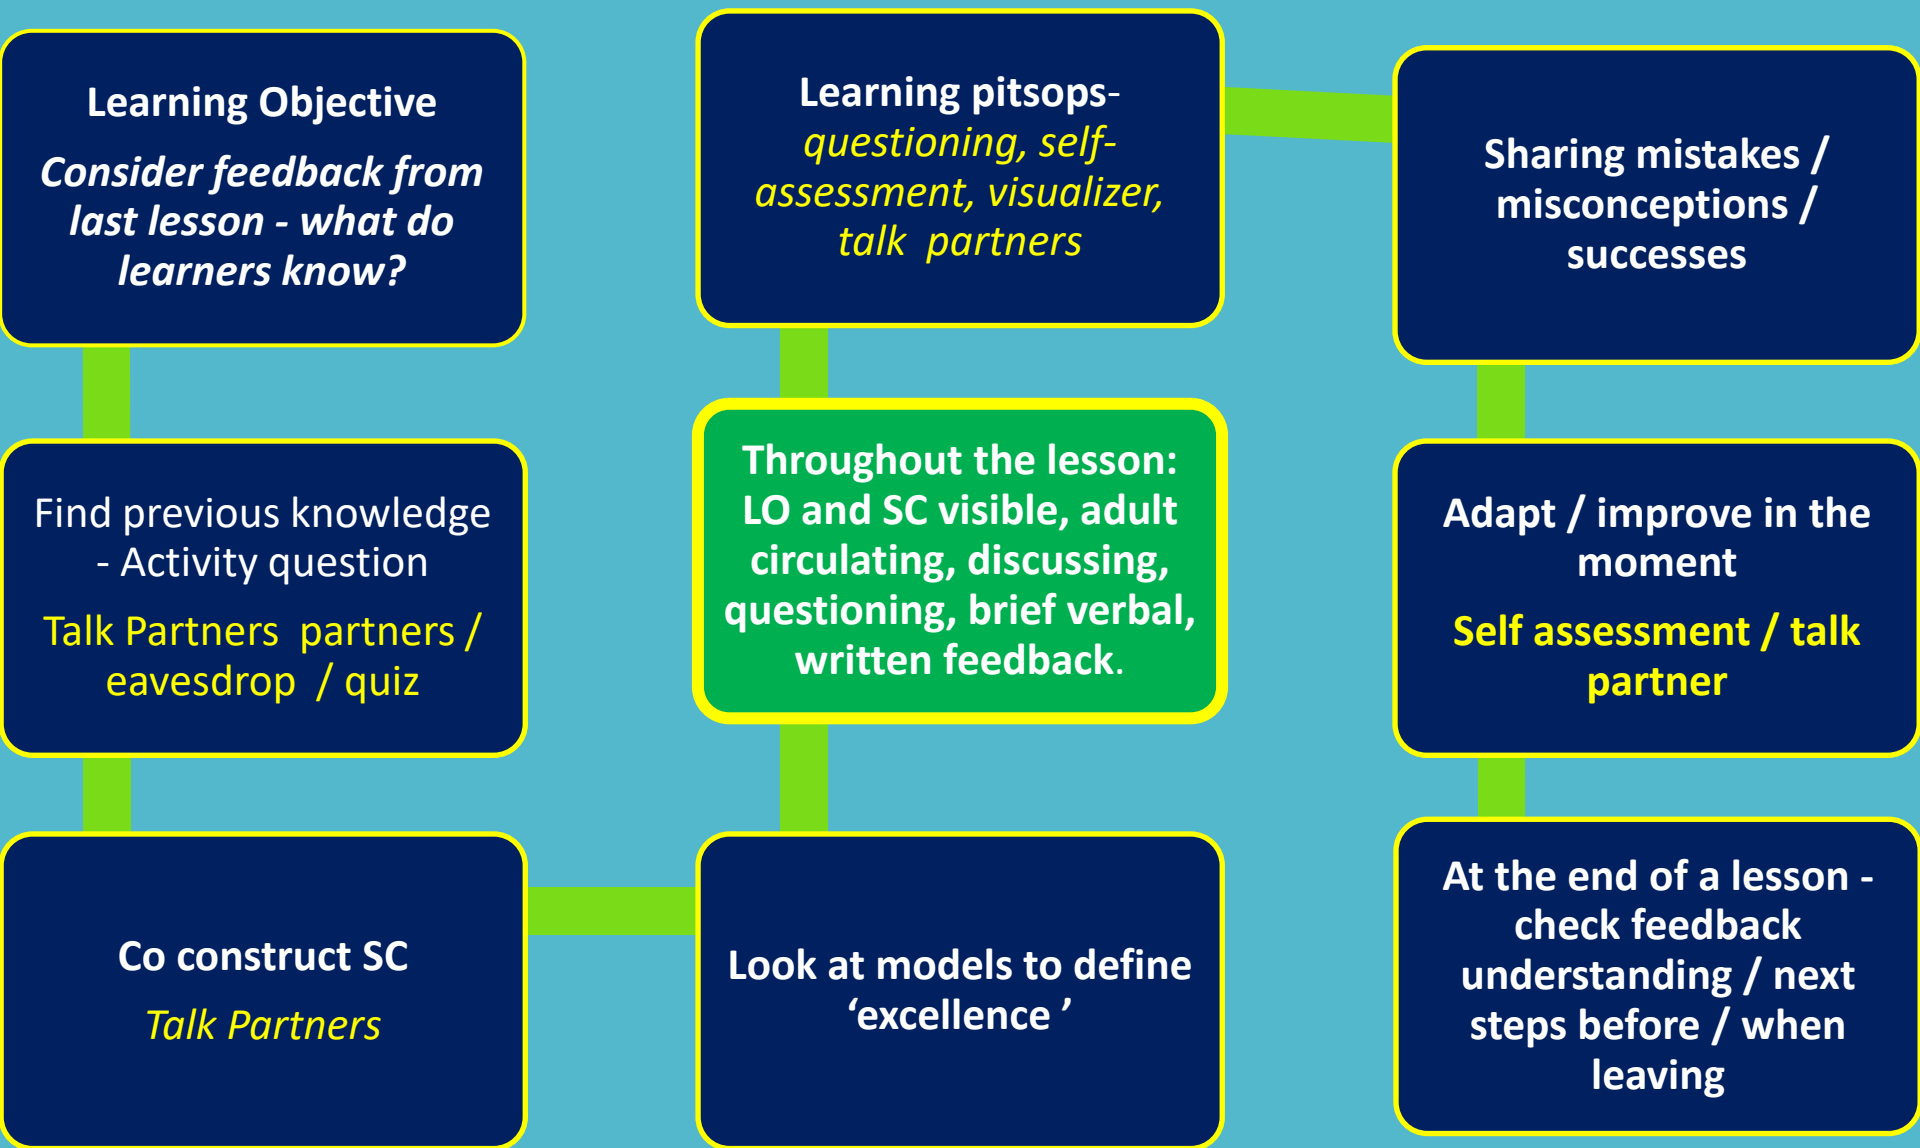 Learning Objective
Consider feedback from
last lesson - what do
learners know?
Find previous knowledge
- Activity question
Talk Partners  partners /
eavesdrop  / quiz
Co construct SC
Talk Partners
Look at models to define
‘excellence ’
Throughout the lesson:
LO and SC visible, adult
circulating, discussing,
questioning, brief verbal,
written feedback.
Learning pitsops-
questioning, self-
assessment, visualizer,
talk  partners
Sharing mistakes /
misconceptions /
successes
Adapt / improve in the
moment
Self assessment / talk
partner
At the end of a lesson -
check feedback
understanding / next
steps before / when
leaving